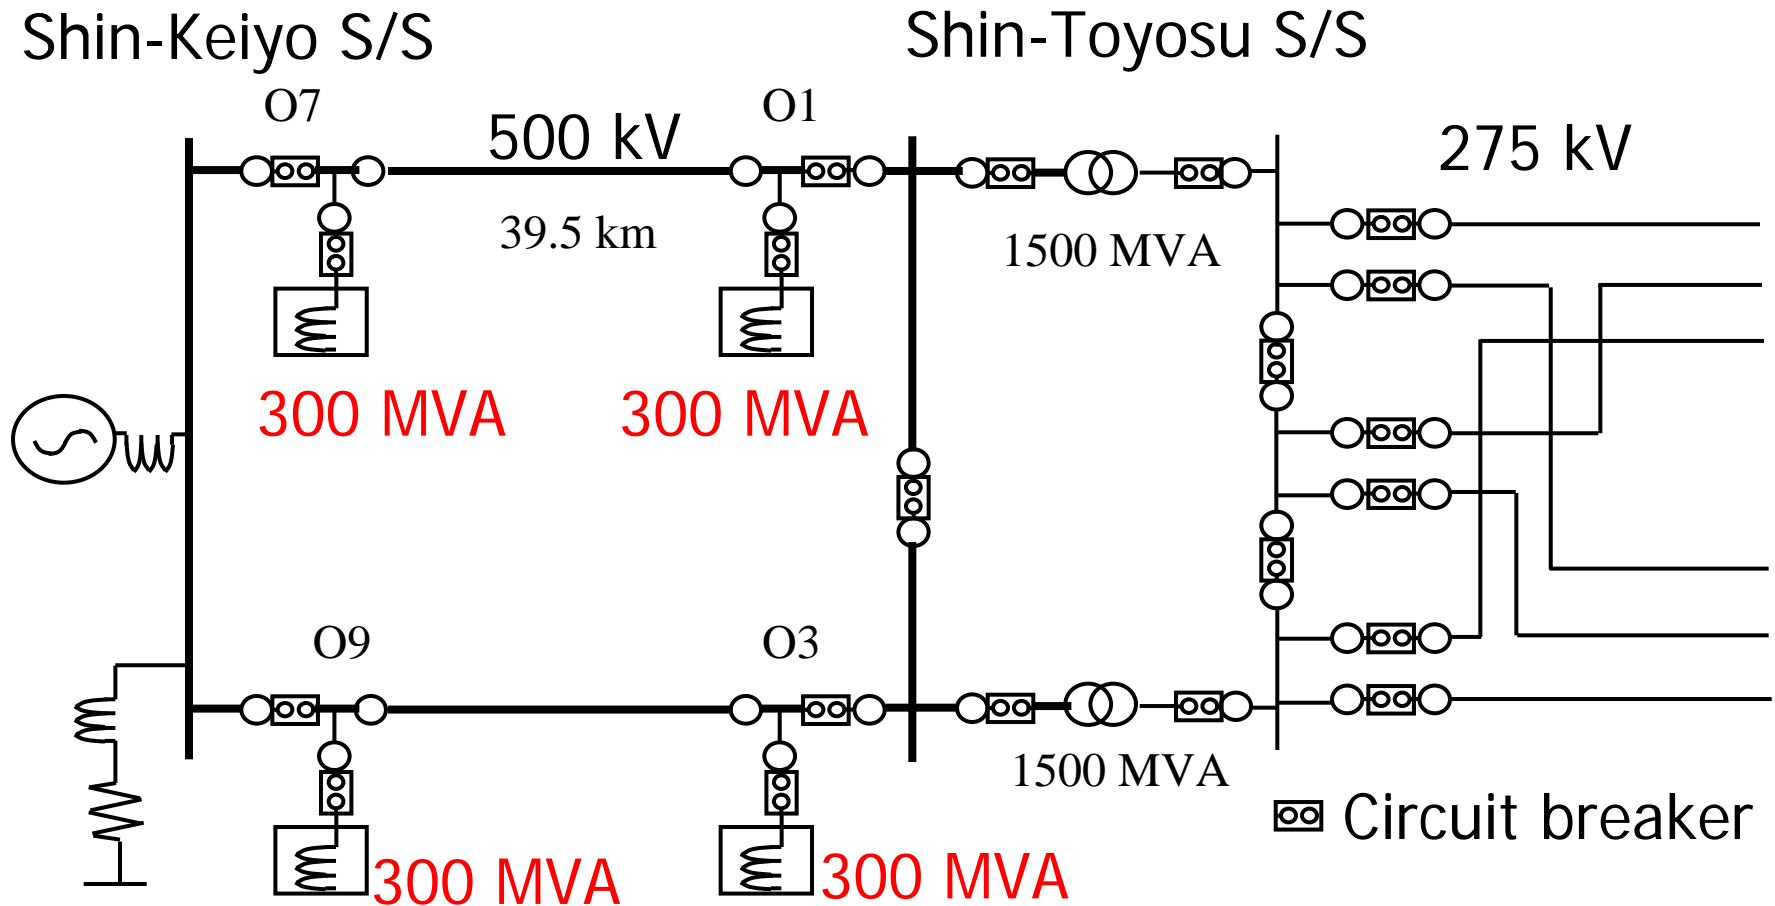 Shin-Keiyo S/S
Shin-Toyosu S/S
O7
O1
500 kV
275 kV
39.5 km
1500 MVA
300 MVA
300 MVA
O9
O3
1500 MVA
Circuit breaker
300 MVA
300 MVA